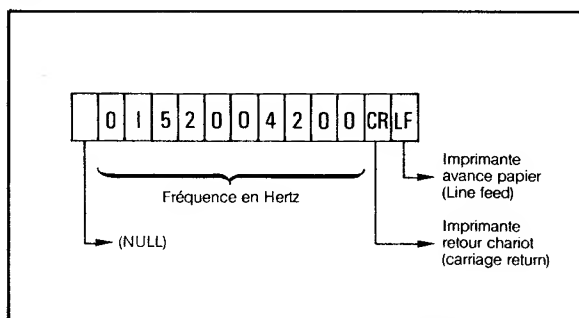 0 1 5 2 0 0 4 2 0 0 CR LF
Imprimante
avance papier
(Line feed)
Fréquence en Hertz
Imprimante
retour chariot
(carriage return)
(NULL)